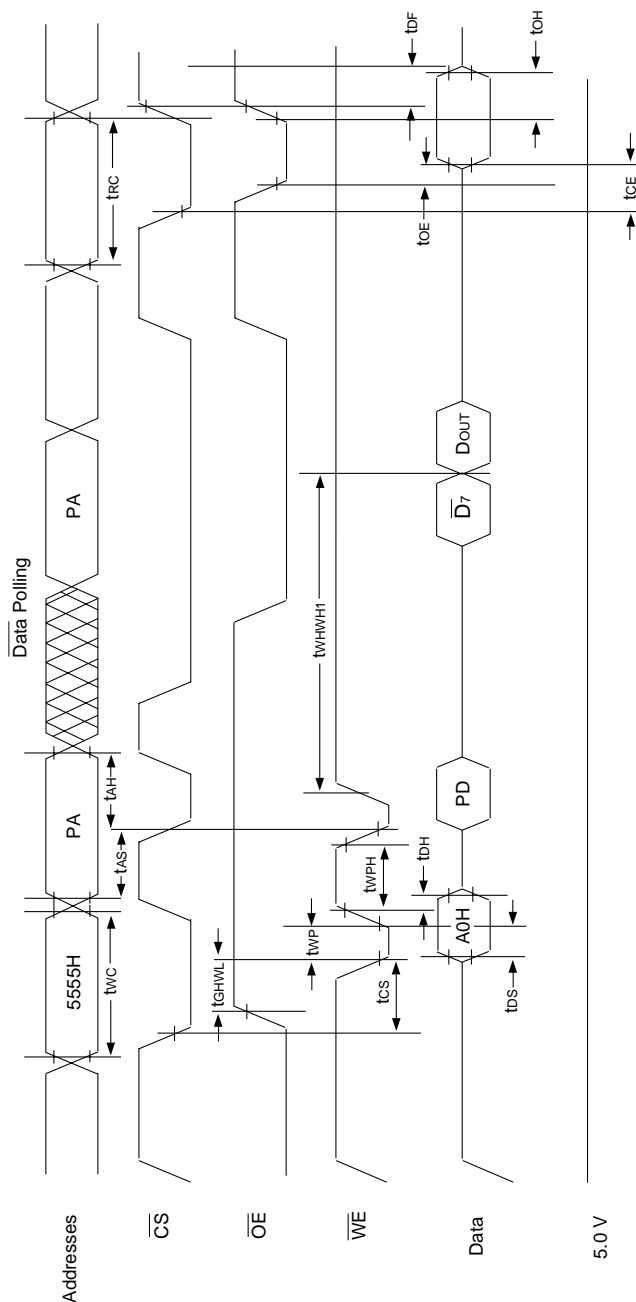 Data Polling
Addresses
5555H
PA
PA
tWC
tAS
tAH
tRC
CS
OE
tGHWL
WE
tCS
tWP
tWPH
tDH
tWHWH1
Data
tDS
A0H
PD
D7
DOUT
tOE
tCE
tDF
tOH
5.0 V